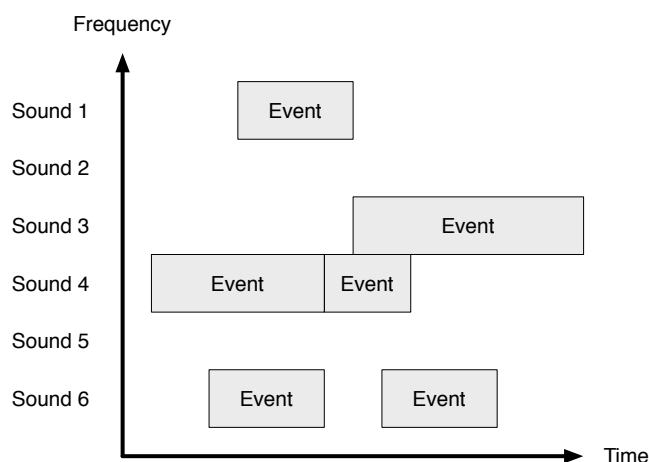 Frequency
Sound 1 Event
Sound 2
Sound 3 Event
Sound 4 Event Event
Sound 5
Sound 6 Event Event
Time